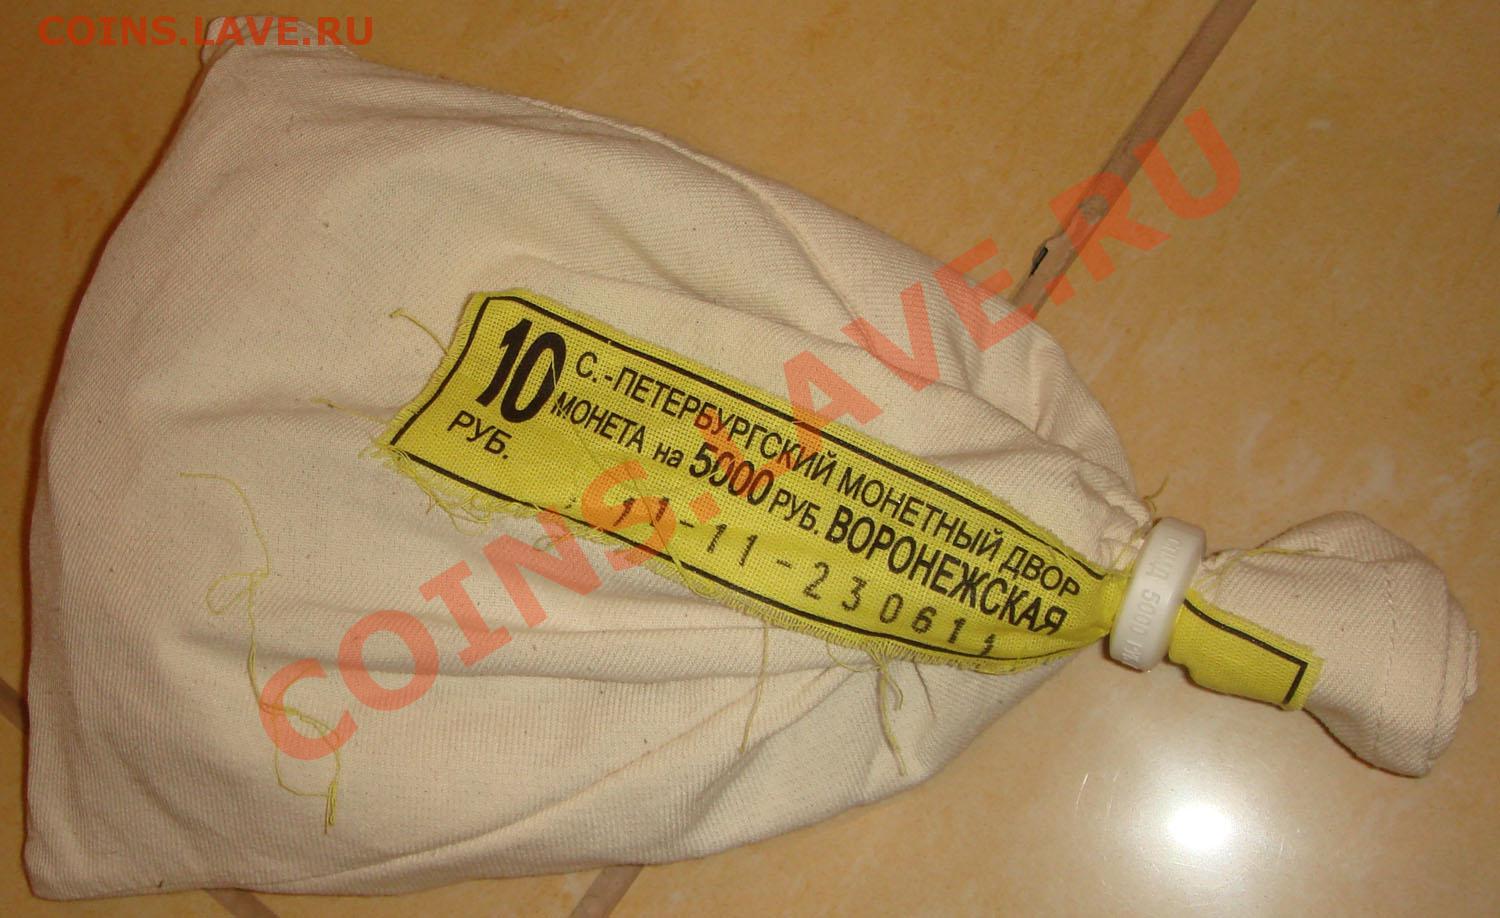 COINS.LAVE.RU
10 РУБ.
С.-ПЕТЕРБУРГСКИЙ МОНЕТНЫЙ ДВОР
МОНЕТА на 5000 РУБ. ВОРОНЕЖСКАЯ
11-11-230611
5000
COINS.LAVE.RU